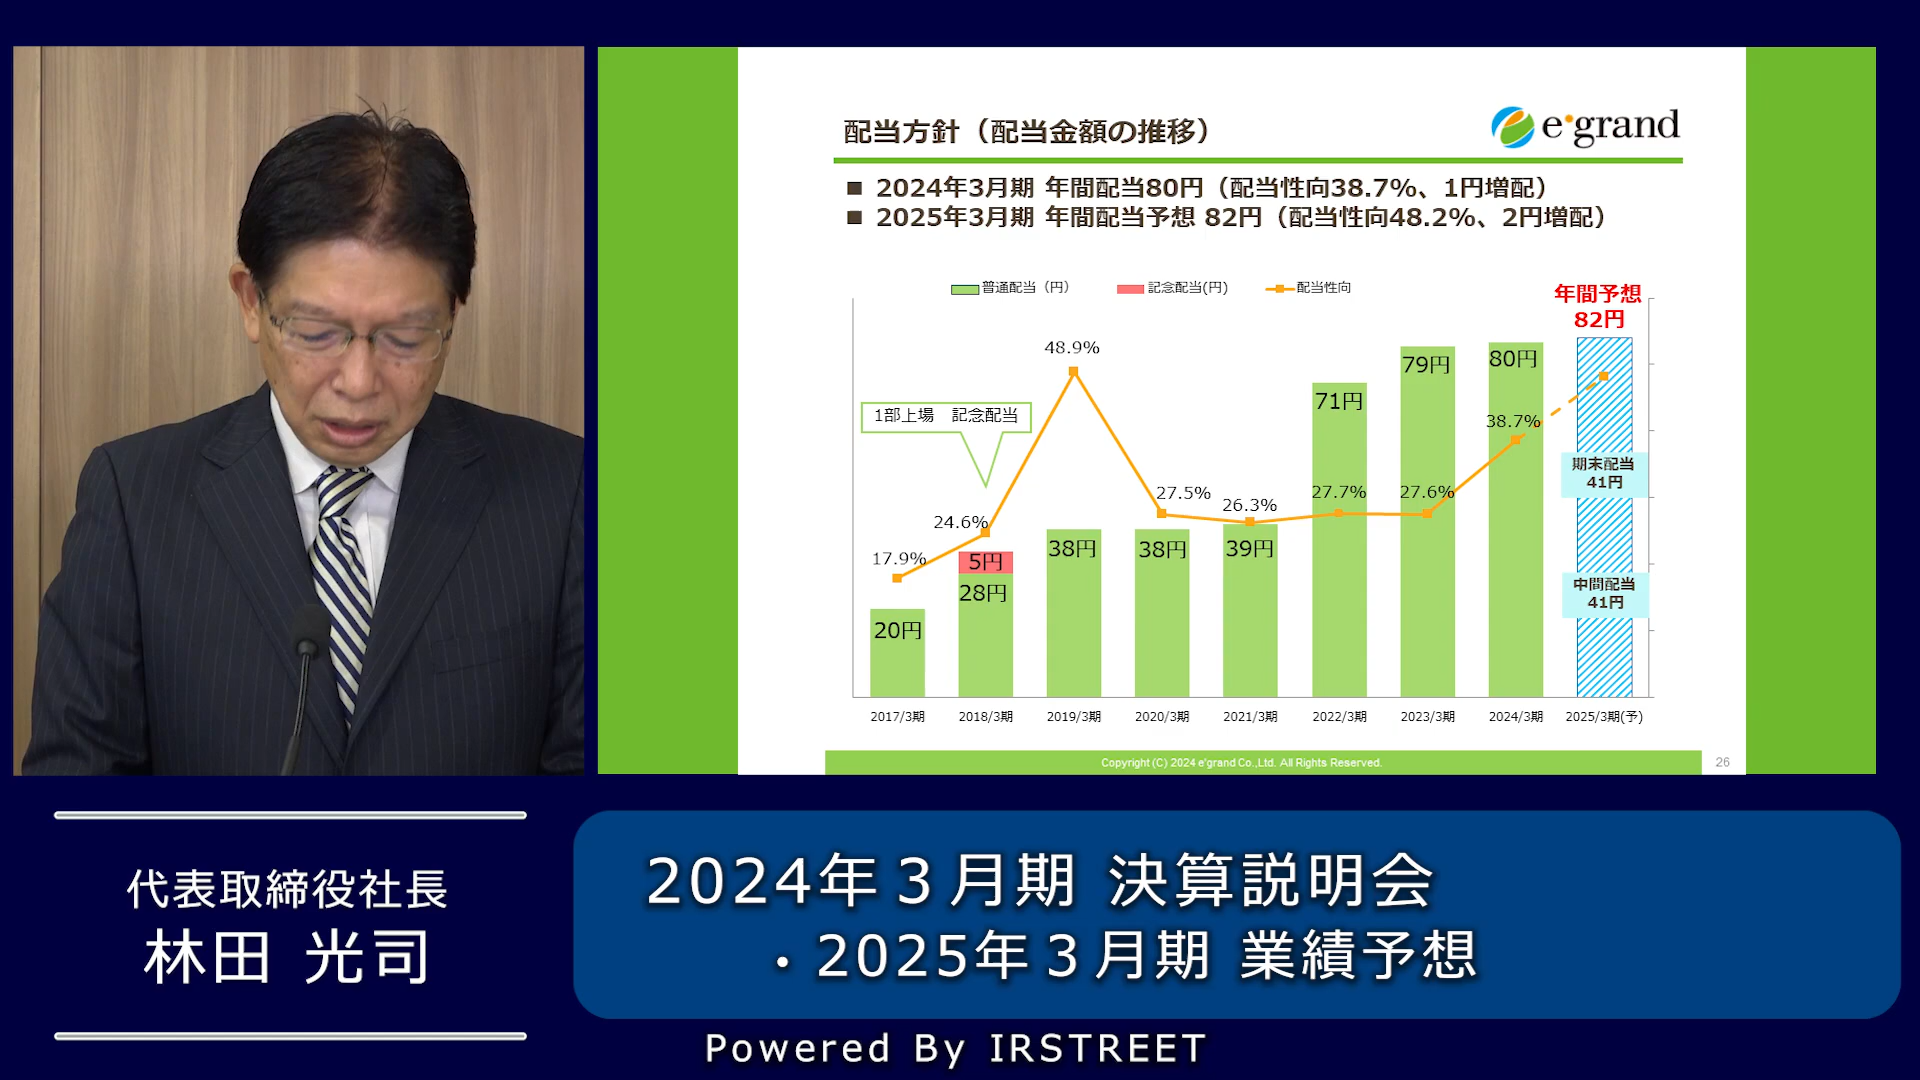 配当方針（配当金額の推移）
e'grand
■ 2024年3月期 年間配当80円（配当性向38.7%、1円増配）
■ 2025年3月期 年間配当予想 82円（配当性向48.2%、2円増配）
普通配当（円） 記念配当(円) 配当性向
年間予想
82円
48.9%
79円
80円
71円
1部上場 記念配当
38.7%
期末配当
41円
27.5%
26.3%
27.7%
27.6%
24.6%
17.9%
5円
28円
38円
38円
39円
20円
中間配当
41円
2017/3期 2018/3期 2019/3期 2020/3期 2021/3期 2022/3期 2023/3期 2024/3期 2025/3期(予)
Copyright (C) 2024 e'grand Co.,Ltd. All Rights Reserved.
26
代表取締役社長
林田 光司
2024年３月期 決算説明会
・2025年３月期 業績予想
Powered By IRSTREET